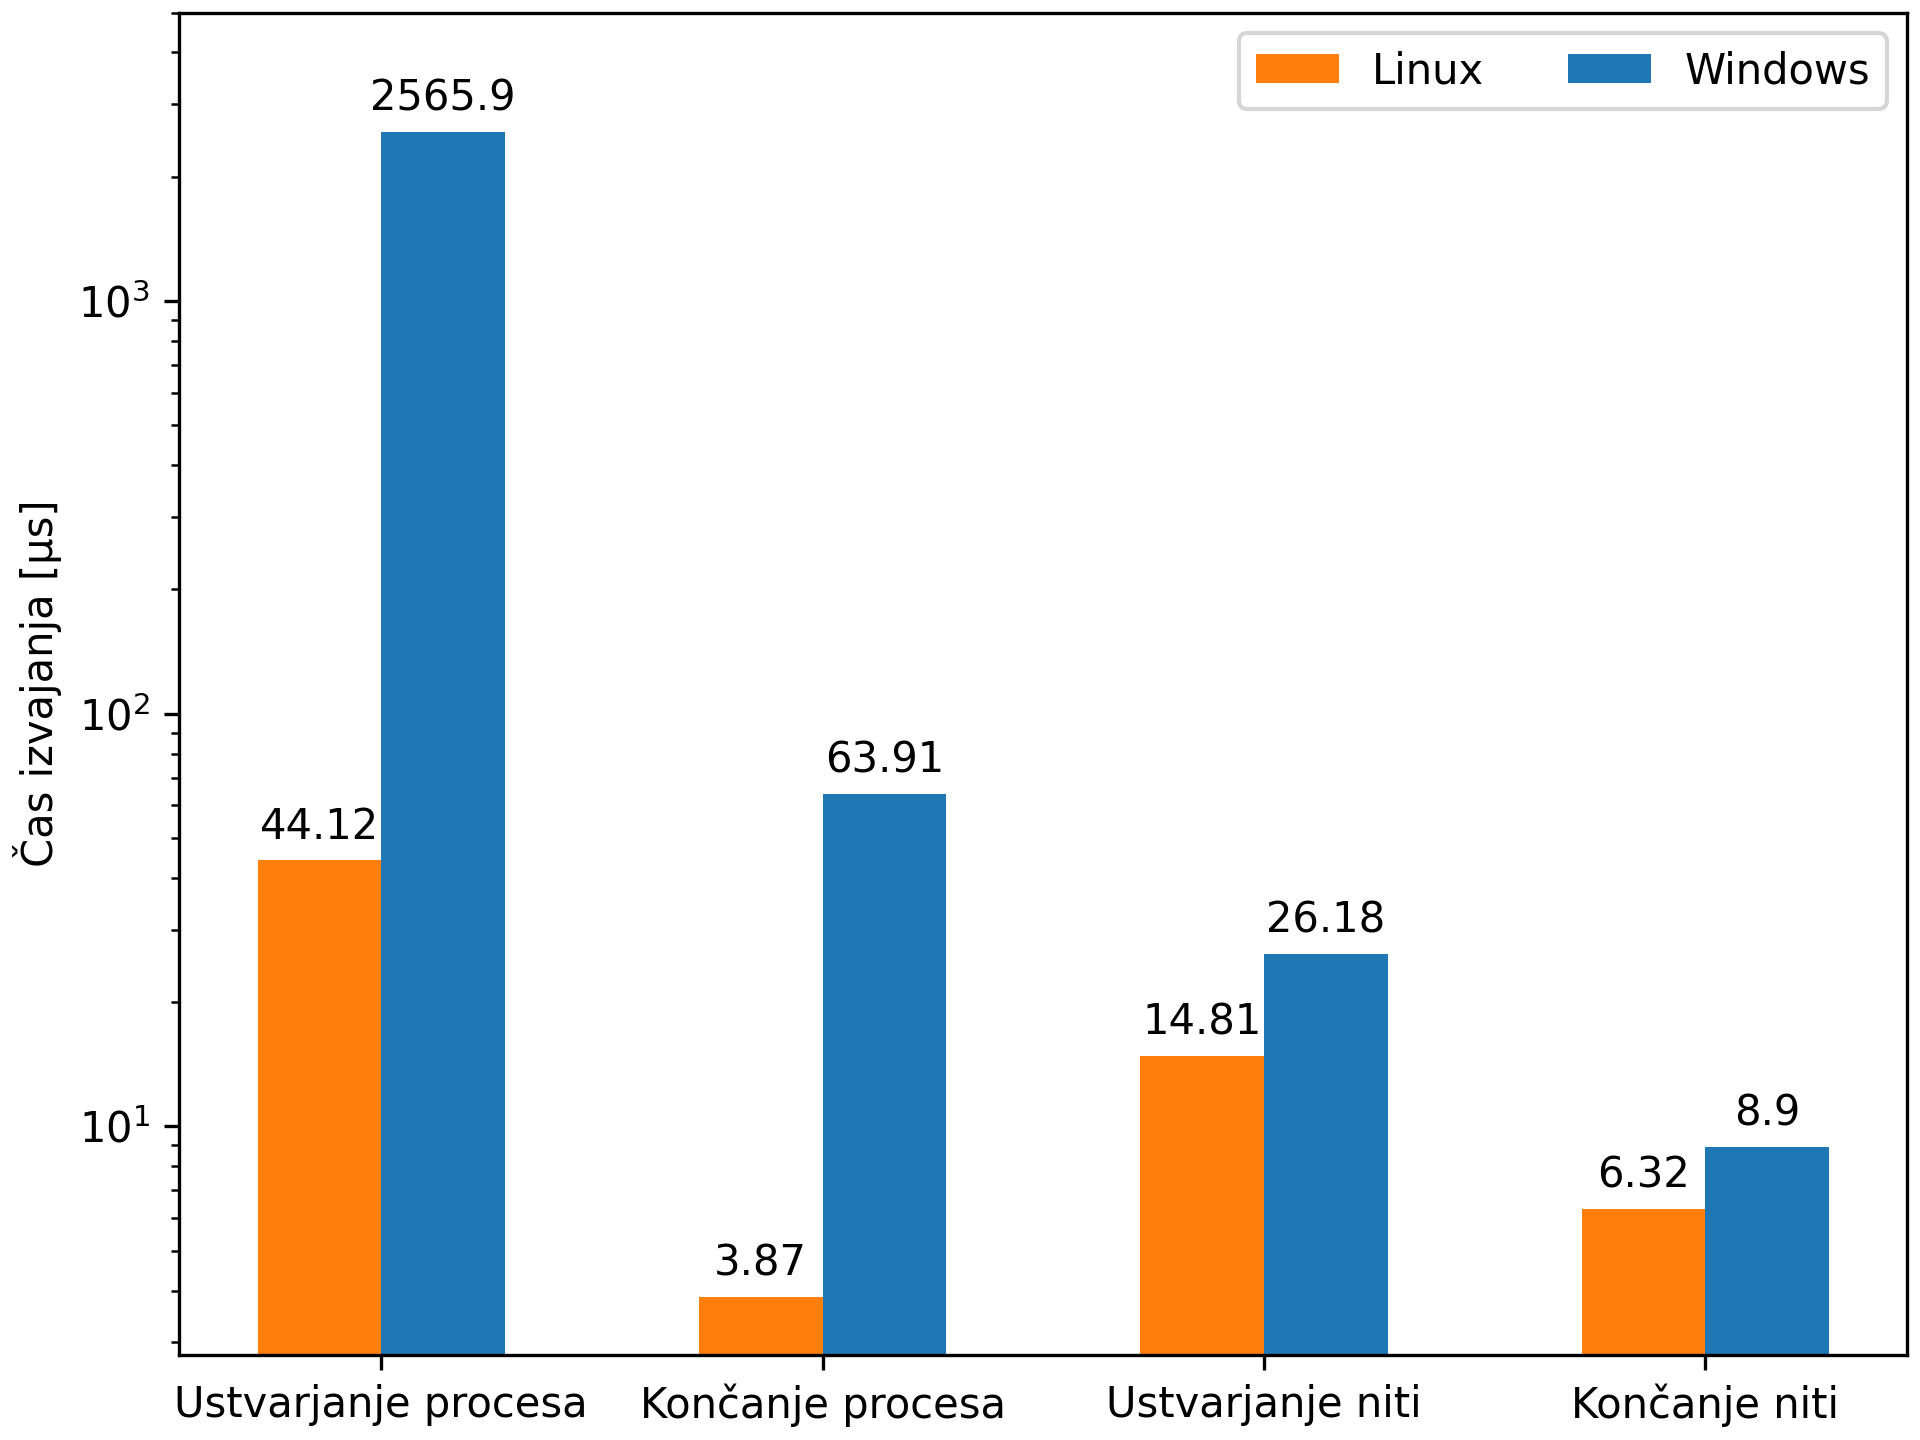 Linux
Windows
2565.9
10³
10²
10¹
Čas izvajanja [µs]
44.12
63.91
3.87
14.81
26.18
6.32
8.9
Ustvarjanje procesa
Končanje procesa
Ustvarjanje niti
Končanje niti